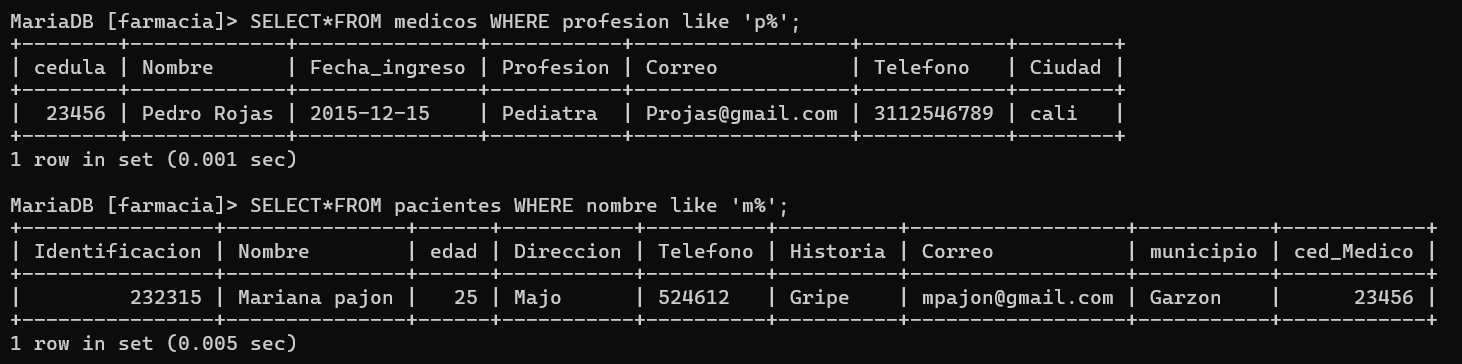 MariaDB [farmacia]> SELECT*FROM medicos WHERE profesion like 'p%';
+--------+-------------+---------------+-----------+------------------+------------+--------+
| cedula | Nombre      | Fecha_ingreso | Profesion | Correo           | Telefono   | Ciudad |
+--------+-------------+---------------+-----------+------------------+------------+--------+
|  23456 | Pedro Rojas | 2015-12-15    | Pediatra  | Projas@gmail.com | 3112546789 | cali   |
+--------+-------------+---------------+-----------+------------------+------------+--------+
1 row in set (0.001 sec)

MariaDB [farmacia]> SELECT*FROM pacientes WHERE nombre like 'm%';
+----------------+---------------+------+-----------+----------+----------+------------------+-----------+------------+
| Identificacion | Nombre        | edad | Direccion | Telefono | Historia | Correo           | municipio | ced_Medico |
+----------------+---------------+------+-----------+----------+----------+------------------+-----------+------------+
|         232315 | Mariana pajon |   25 | Majo      | 524612   | Gripe    | mpajon@gmail.com | Garzon    |      23456 |
+----------------+---------------+------+-----------+----------+----------+------------------+-----------+------------+
1 row in set (0.005 sec)